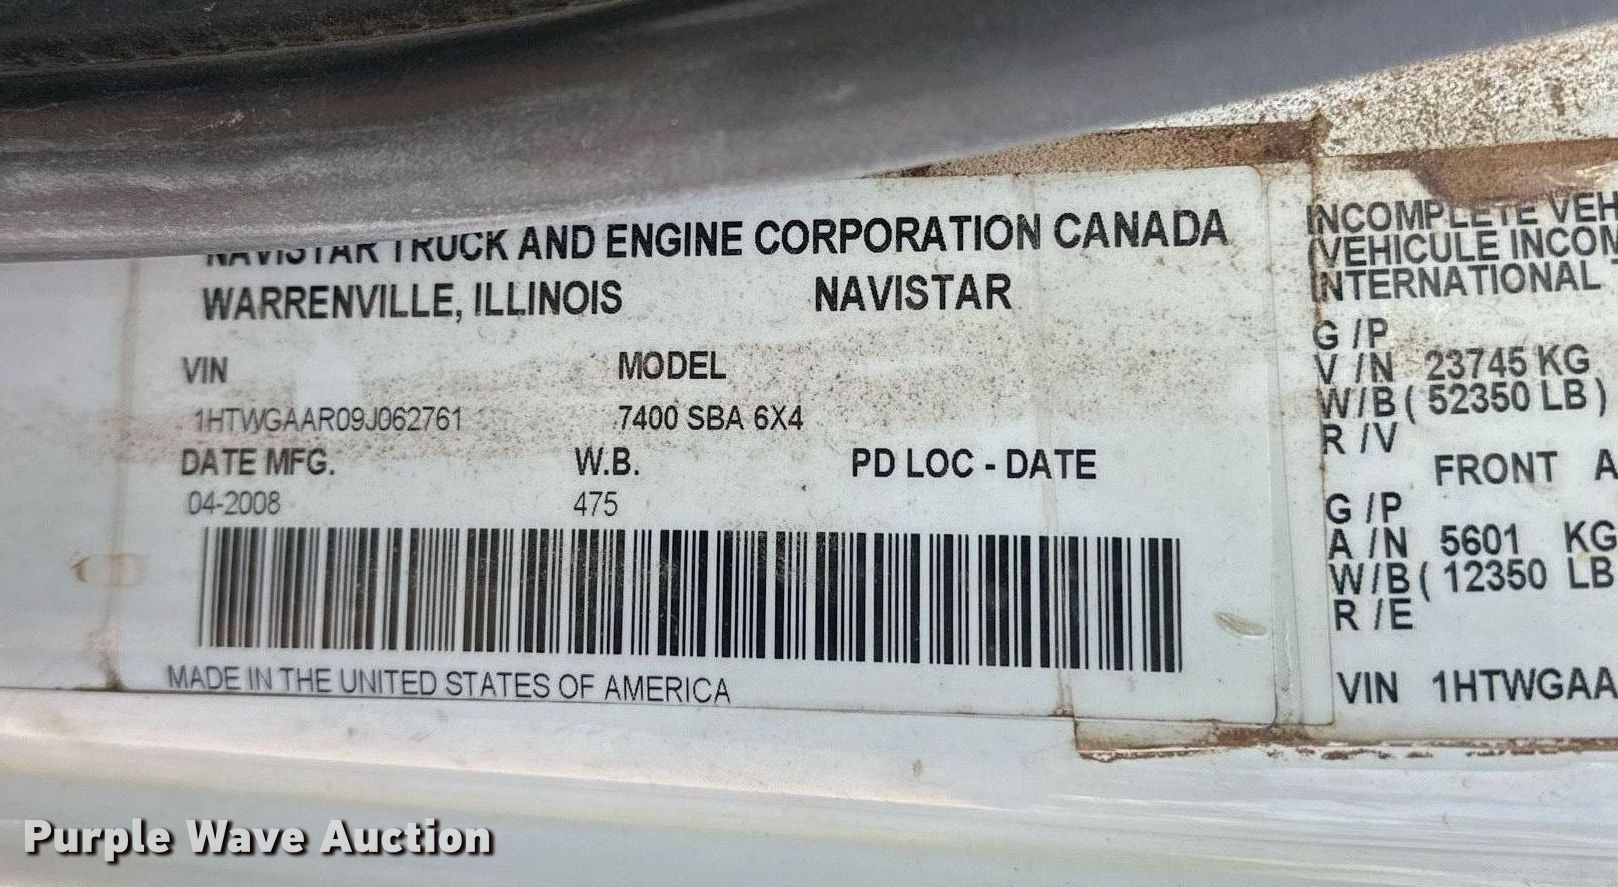 NAVISTAR TRUCK AND ENGINE CORPORATION CANADA
WARRENVILLE, ILLINOIS NAVISTAR
VIN MODEL
1HTWGAAR09J062761 7400 SBA 6X4
DATE MFG. W.B. PD LOC - DATE
04-2008 475
MADE IN THE UNITED STATES OF AMERICA
INCOMPLETE VEH
(VEHICULE INCOM
INTERNATIONAL
G /P
V /N 23745 KG
W/B ( 52350 LB )
R /V
FRONT A
G /P
A /N 5601 KG
W/B ( 12350 LB
R /E
VIN 1HTWGAA
Purple Wave Auction